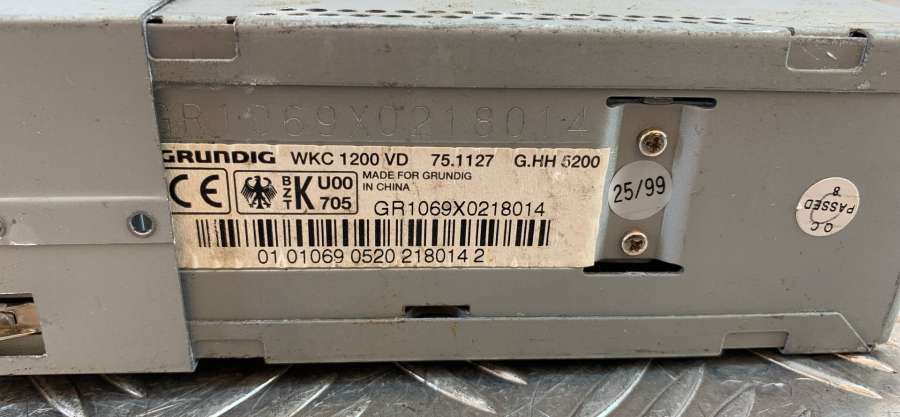 GR1069X0218014
GRUNDIG WKC 1200 VD 75.1127 G.HH 5200
CE BZT K U00 705 MADE FOR GRUNDIG
IN CHINA
GR1069X0218014
01 01069 0520 218014 2
25/99
Q.C
PASSED
8